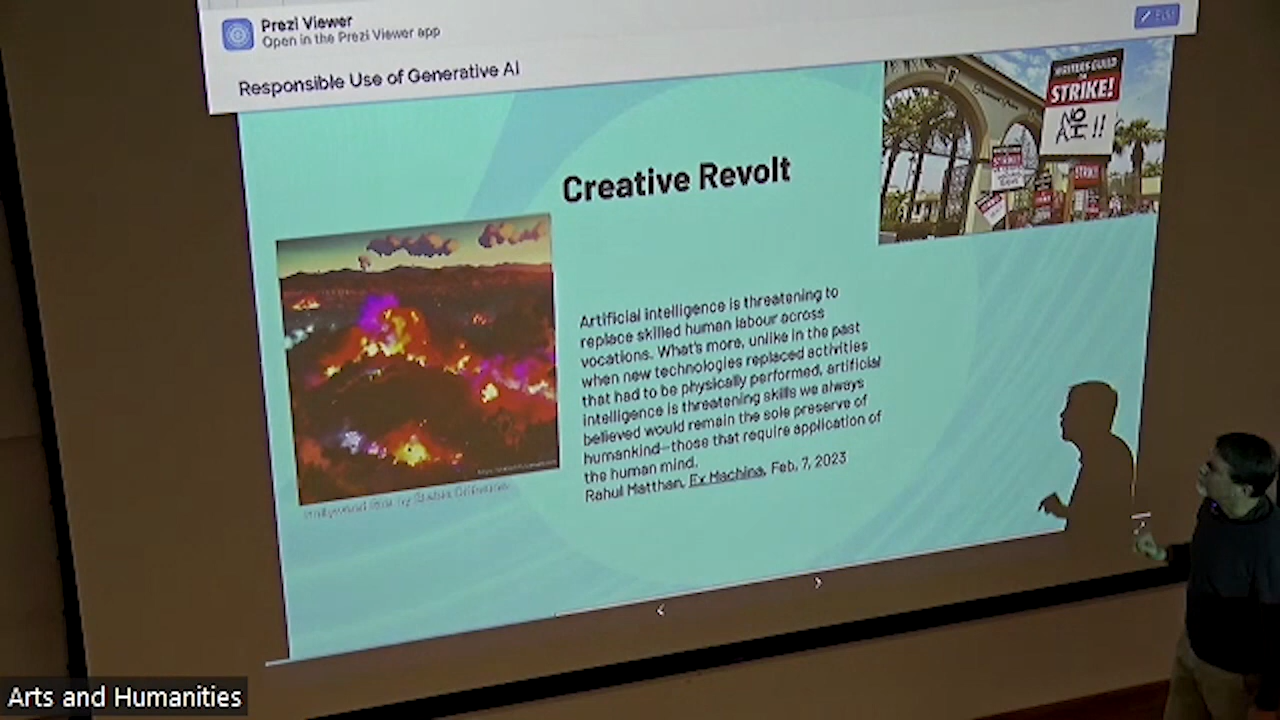 Prezi Viewer
Open in the Prezi Viewer app
Responsible Use of Generative AI
WRITERS GUILD
STRIKE!
NO
AI !!
STRIKE!
Creative Revolt
Artificial intelligence is threatening to
replace skilled human labour across
vocations. What's more, unlike in the past
when new technologies replaced activities
that had to be physically performed, artificial
intelligence is threatening skills we always
believed would remain the sole preserve of
humankind—those that require application of
the human mind.
Rahul Matthan, Ex Machina, Feb, 7, 2023
Arts and Humanities